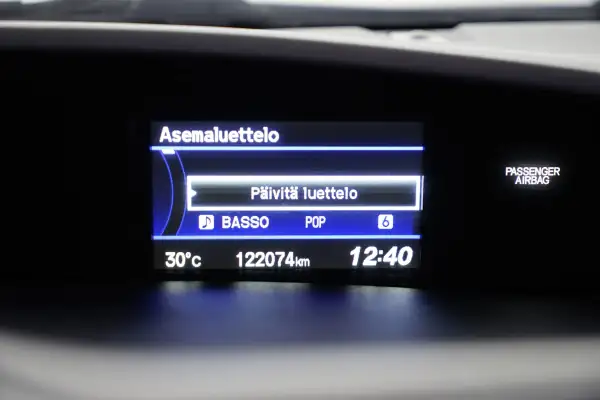 Asemaluettelo
Päivitä luettelo
BASSO POP 6
30°c 122074km 12:40
PASSENGER
AIRBAG